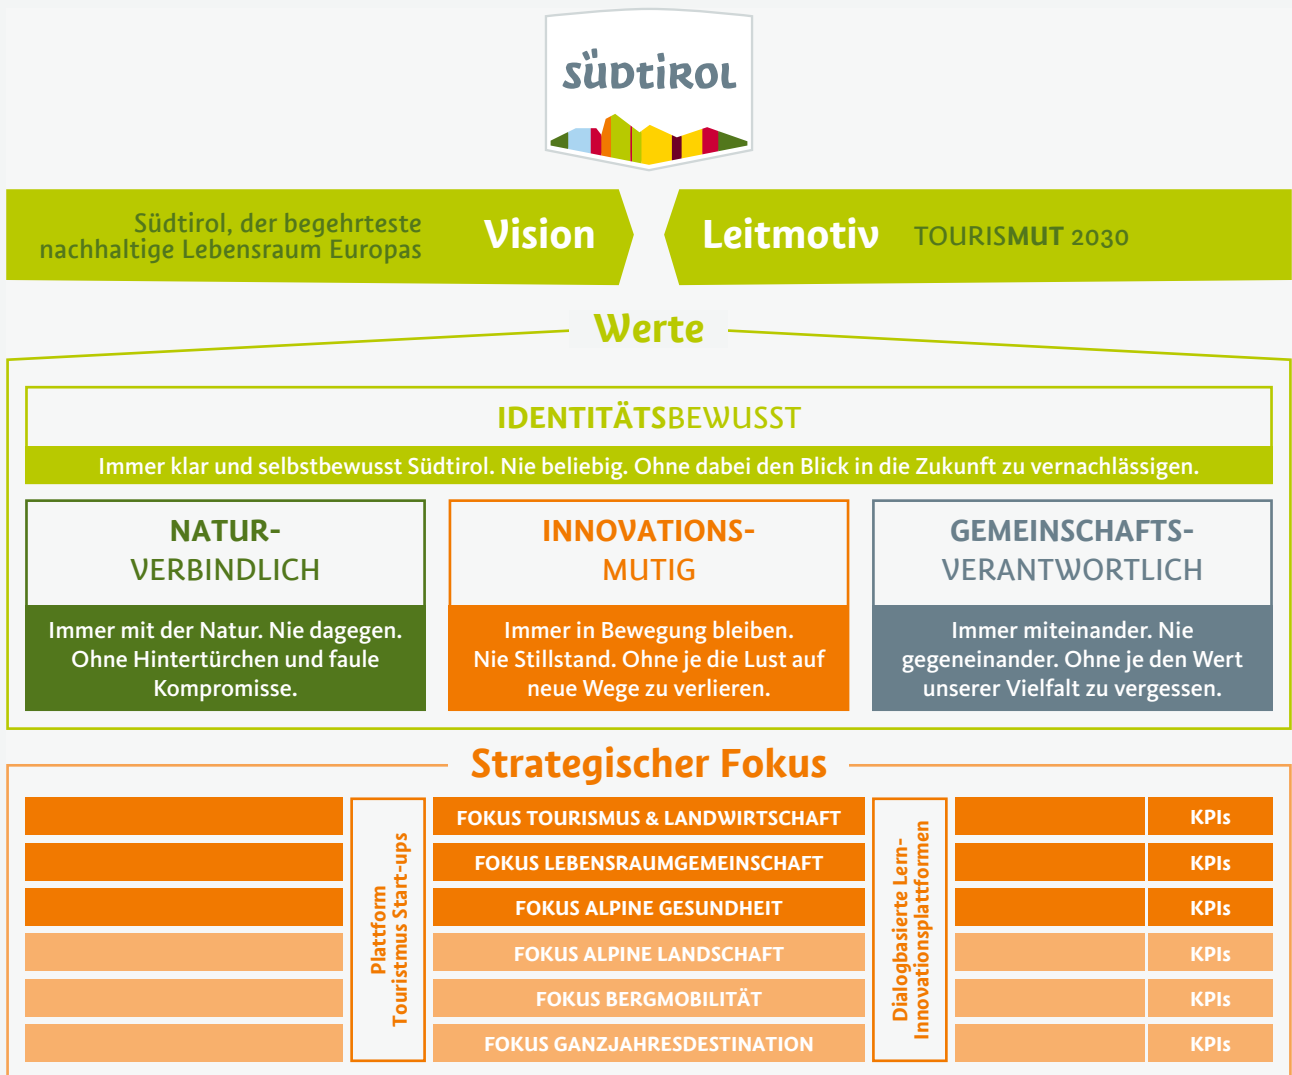 SÜDTIROL
Südtirol, der begehrteste
nachhaltige Lebensraum Europas
Vision
Leitmotiv
TOURISMUT 2030
Werte
IDENTITÄTSBEWUSST
Immer klar und selbstbewusst Südtirol. Nie beliebig. Ohne dabei den Blick in die Zukunft zu vernachlässigen.
NATUR-
VERBINDLICH
Immer mit der Natur. Nie dagegen.
Ohne Hintertürchen und faule
Kompromisse.
INNOVATIONS-
MUTIG
Immer in Bewegung bleiben.
Nie Stillstand. Ohne je die Lust auf
neue Wege zu verlieren.
GEMEINSCHAFTS-
VERANTWORTLICH
Immer miteinander. Nie
gegeneinander. Ohne je den Wert
unserer Vielfalt zu vergessen.
Strategischer Fokus
Plattform
Touristmus Start-ups
FOKUS TOURISMUS & LANDWIRTSCHAFT
FOKUS LEBENSRAUMGEMEINSCHAFT
FOKUS ALPINE GESUNDHEIT
FOKUS ALPINE LANDSCHAFT
FOKUS BERGMOBILITÄT
FOKUS GANZJAHRESDESTINATION
Dialogbasierte Lern-
Innovationsplattformen
KPIs
KPIs
KPIs
KPIs
KPIs
KPIs